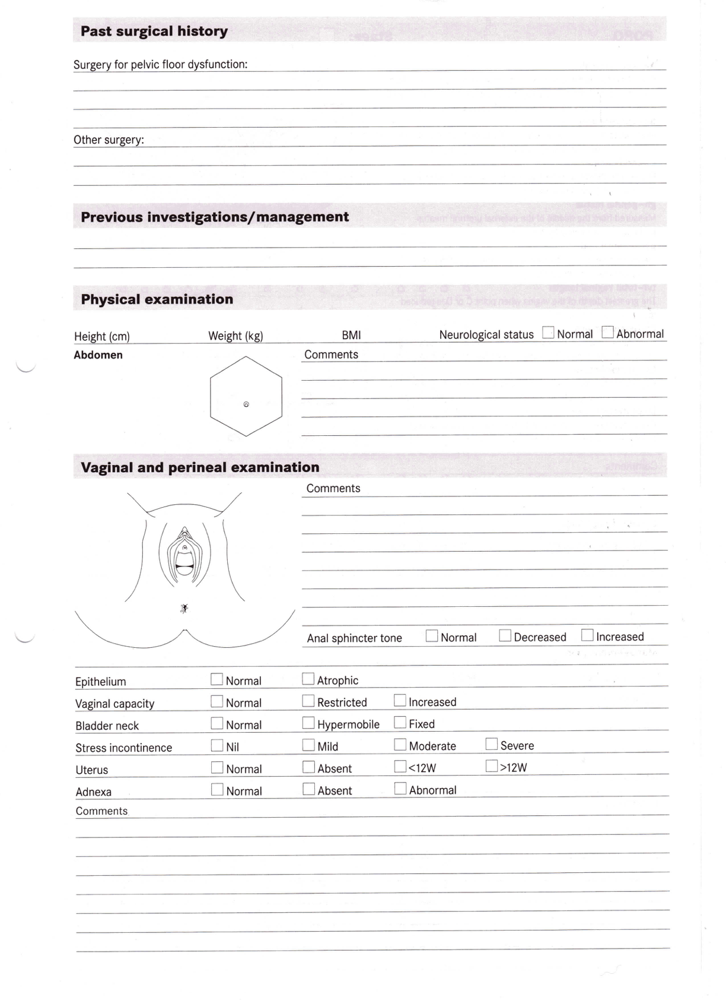 Past surgical history
Surgery for pelvic floor dysfunction:
Other surgery:
Previous investigations/management
Physical examination
Height (cm) Weight (kg) BMI Neurological status Normal Abnormal
Abdomen Comments
Vaginal and perineal examination
Comments
Anal sphincter tone Normal Decreased Increased
Epithelium Normal Atrophic
Vaginal capacity Normal Restricted Increased
Bladder neck Normal Hypermobile Fixed
Stress incontinence Nil Mild Moderate Severe
Uterus Normal Absent <12W >12W
Adnexa Normal Absent Abnormal
Comments